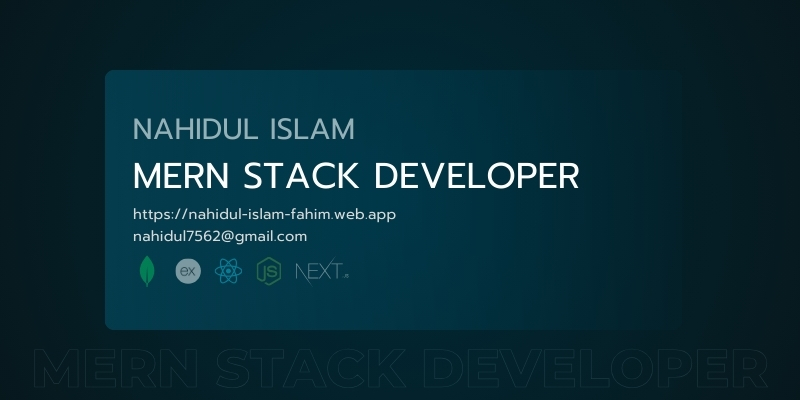 NAHIDUL ISLAM
MERN STACK DEVELOPER
https://nahidul-islam-fahim.web.app
nahidul7562@gmail.com
ex JS NEXT.JS
MERN STACK DEVELOPER